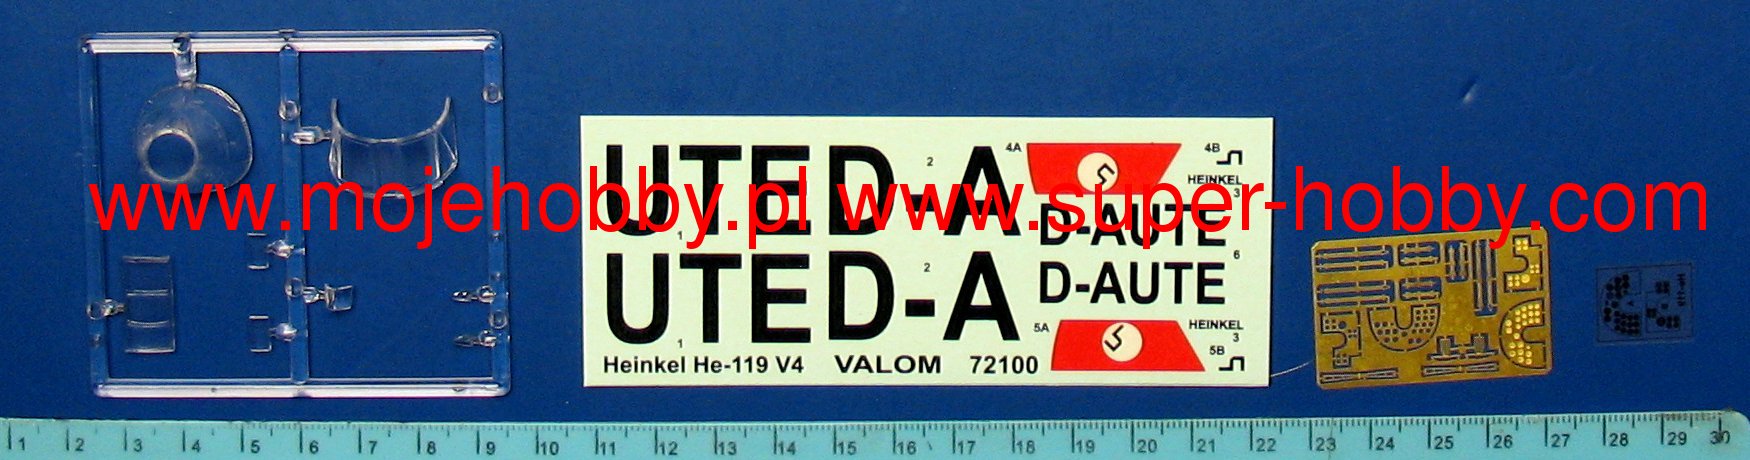 www.mojehobby.pl www.super-hobby.com
UTED-A
1
2
4A
4B
HEINKEL
3
D-AUTE
6
UTED-A
1
2
D-AUTE
5A
HEINKEL
3
5B
Heinkel He-119 V4 VALOM 72100
1 2 3 4 5 6 7 8 9 10 11 12 13 14 15 16 17 18 19 20 21 22 23 24 25 26 27 28 29 30